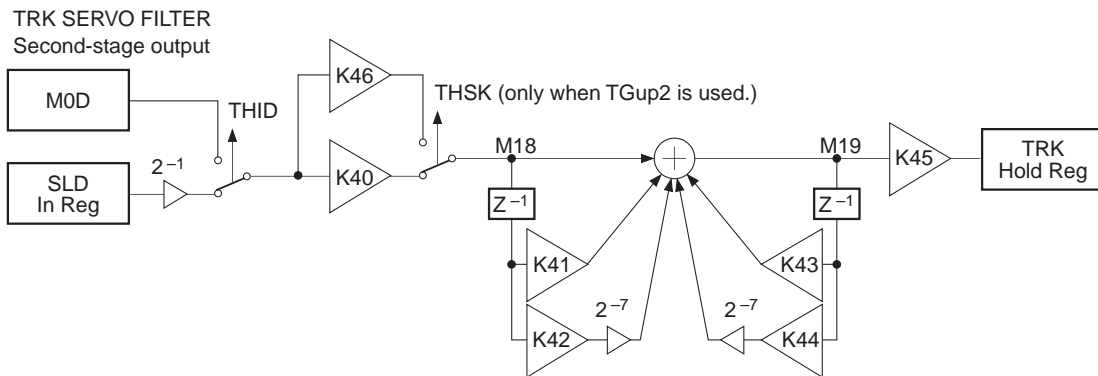 TRK SERVO FILTER
Second-stage output
M0D
SLD
In Reg
2 –1
THID
K46
K40
THSK (only when TGup2 is used.)
M18
Z –1
K41
K42
2 –7
2 –7
K43
K44
M19
Z –1
K45
TRK
Hold Reg